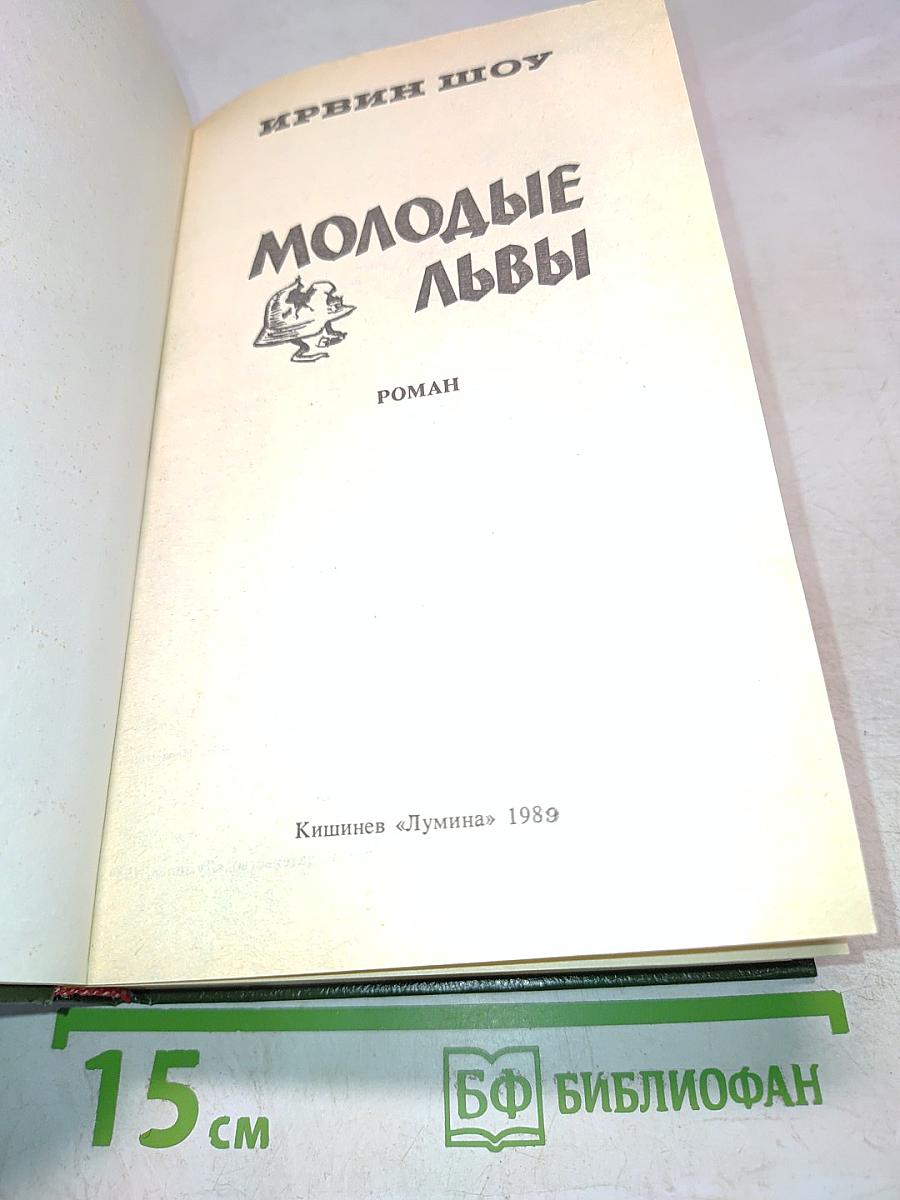 ИРВИН ШОУ
МОЛОДЫЕ
ЛЬВЫ
РОМАН
Кишинев «Лумина» 1989
15 см
БФ БИБЛИОФАН